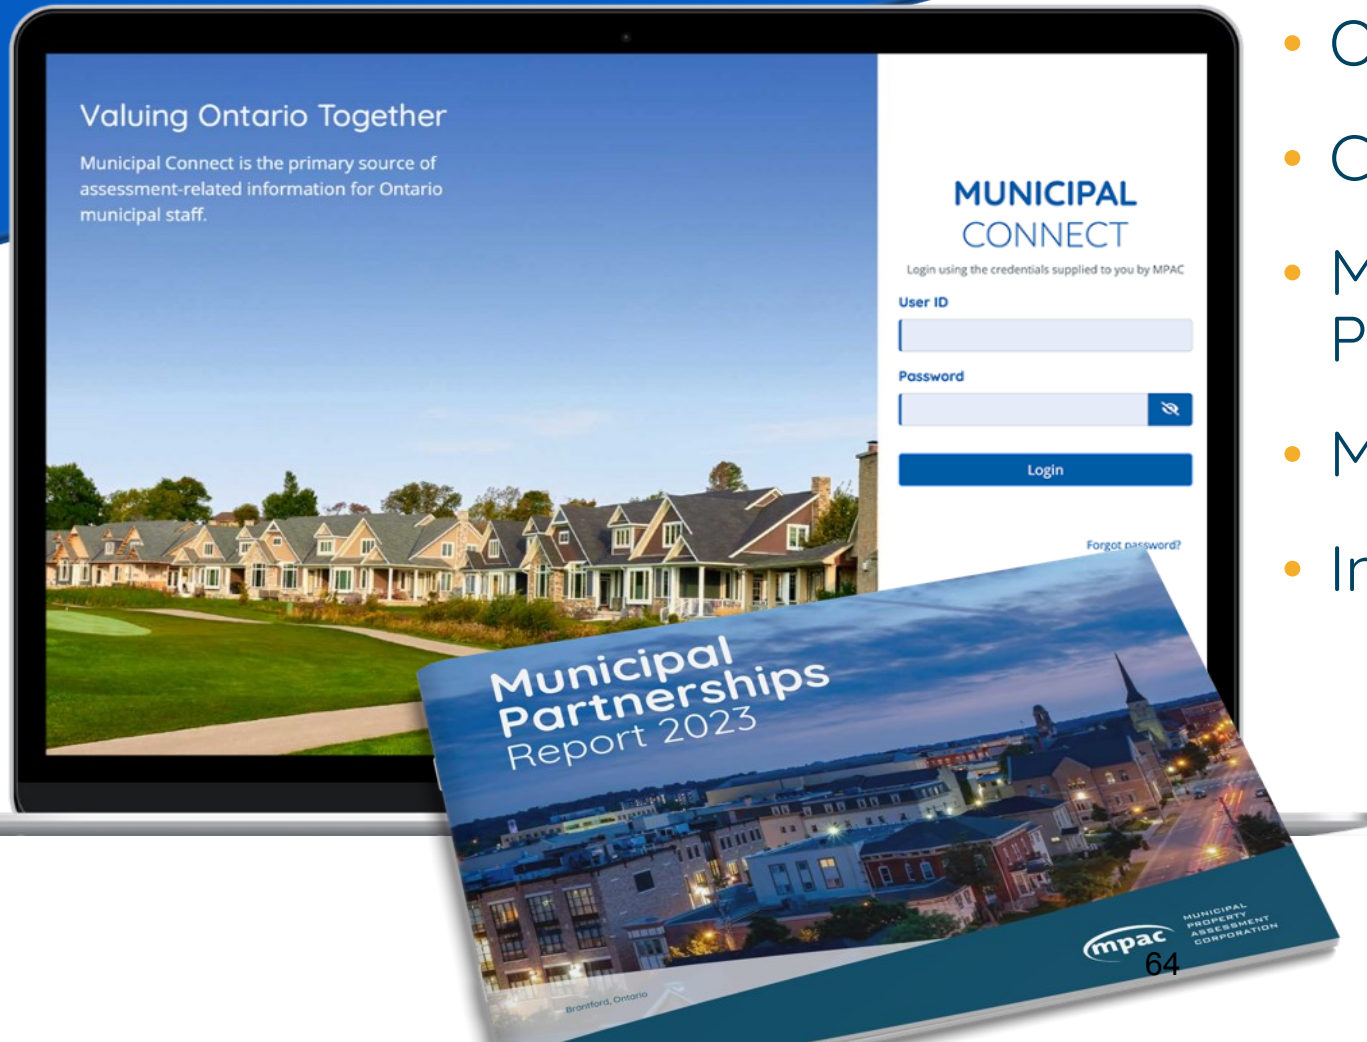 Valuing Ontario Together
Municipal Connect is the primary source of
assessment-related information for Ontario
municipal staff.
MUNICIPAL
CONNECT
Login using the credentials supplied to you by MPAC
User ID
Password
Login
Forgot password?
Municipal
Partnerships
Report 2023
Brantford, Ontario
mpac
MUNICIPAL
PROPERTY
ASSESSMENT
CORPORATION
64